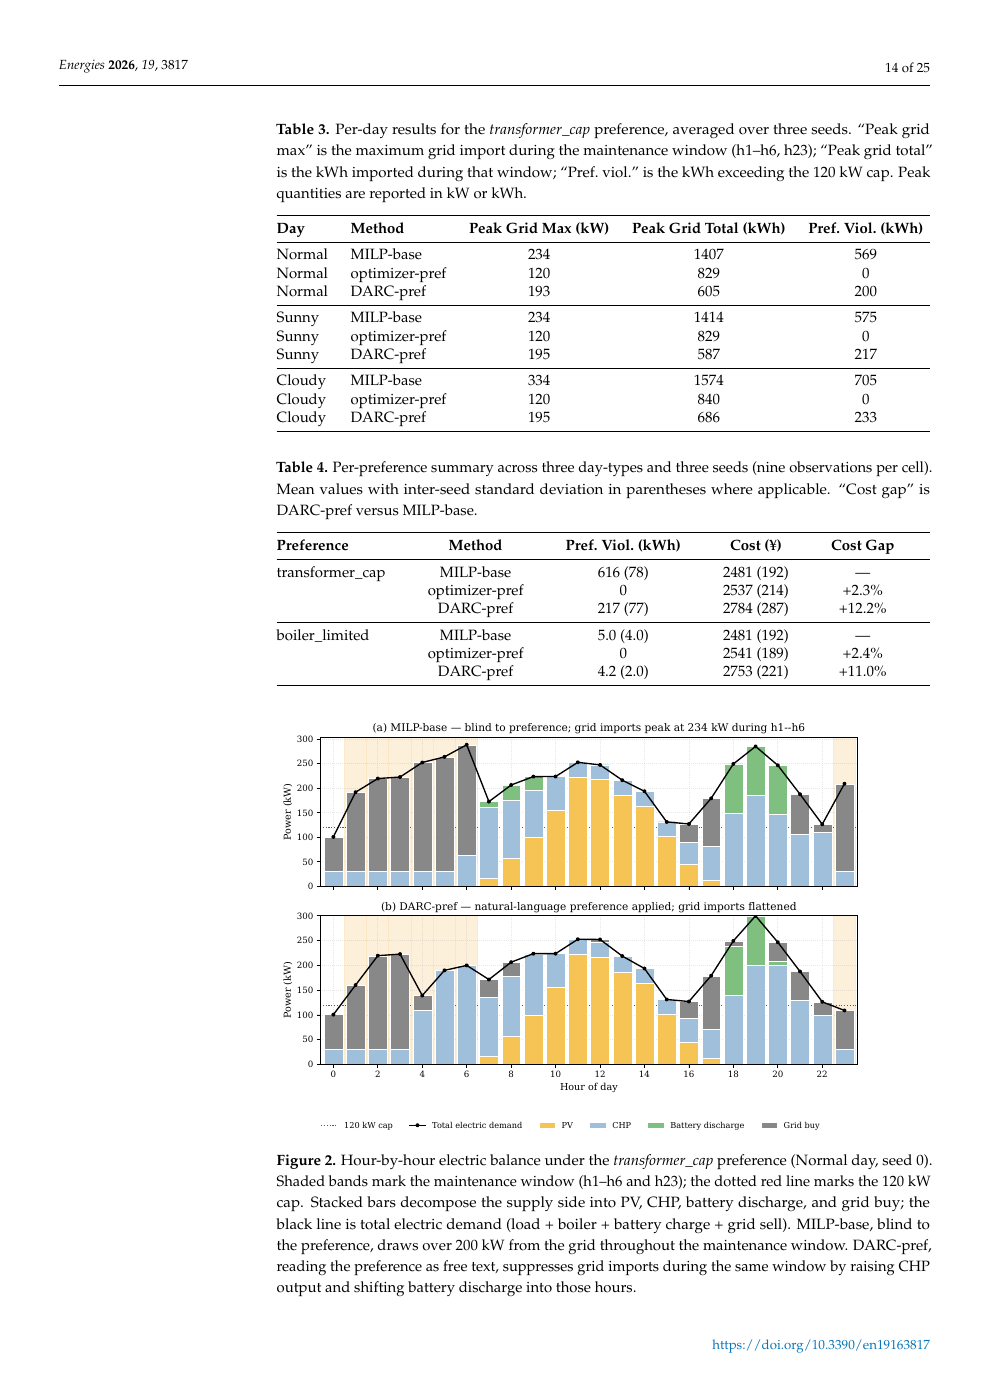 Energies 2026, 19, 3817
14 of 25
Table 3. Per-day results for the transformer_cap preference, averaged over three seeds. “Peak grid
max” is the maximum grid import during the maintenance window (h1–h6, h23); “Peak grid total”
is the kWh imported during that window; “Pref. viol.” is the kWh exceeding the 120 kW cap. Peak
quantities are reported in kW or kWh.
Day Method Peak Grid Max (kW) Peak Grid Total (kWh) Pref. Viol. (kWh)
Normal MILP-base 234 1407 569
Normal optimizer-pref 120 829 0
Normal DARC-pref 193 605 200
Sunny MILP-base 234 1414 575
Sunny optimizer-pref 120 829 0
Sunny DARC-pref 195 587 217
Cloudy MILP-base 334 1574 705
Cloudy optimizer-pref 120 840 0
Cloudy DARC-pref 195 686 233
Table 4. Per-preference summary across three day-types and three seeds (nine observations per cell).
Mean values with inter-seed standard deviation in parentheses where applicable. “Cost gap” is
DARC-pref versus MILP-base.
Preference Method Pref. Viol. (kWh) Cost (¥) Cost Gap
transformer_cap MILP-base 616 (78) 2481 (192) —
optimizer-pref 0 2537 (214) +2.3%
DARC-pref 217 (77) 2784 (287) +12.2%
boiler_limited MILP-base 5.0 (4.0) 2481 (192) —
optimizer-pref 0 2541 (189) +2.4%
DARC-pref 4.2 (2.0) 2753 (221) +11.0%
(a) MILP-base — blind to preference; grid imports peak at 234 kW during h1--h6
300
250
200
150
100
50
0
Power (kW)
(b) DARC-pref — natural-language preference applied; grid imports flattened
300
250
200
150
100
50
0
Power (kW)
0 2 4 6 8 10 12 14 16 18 20 22
Hour of day
120 kW cap Total electric demand PV CHP Battery discharge Grid buy
Figure 2. Hour-by-hour electric balance under the transformer_cap preference (Normal day, seed 0).
Shaded bands mark the maintenance window (h1–h6 and h23); the dotted red line marks the 120 kW
cap. Stacked bars decompose the supply side into PV, CHP, battery discharge, and grid buy; the
black line is total electric demand (load + boiler + battery charge + grid sell). MILP-base, blind to
the preference, draws over 200 kW from the grid throughout the maintenance window. DARC-pref,
reading the preference as free text, suppresses grid imports during the same window by raising CHP
output and shifting battery discharge into those hours.
https://doi.org/10.3390/en19163817